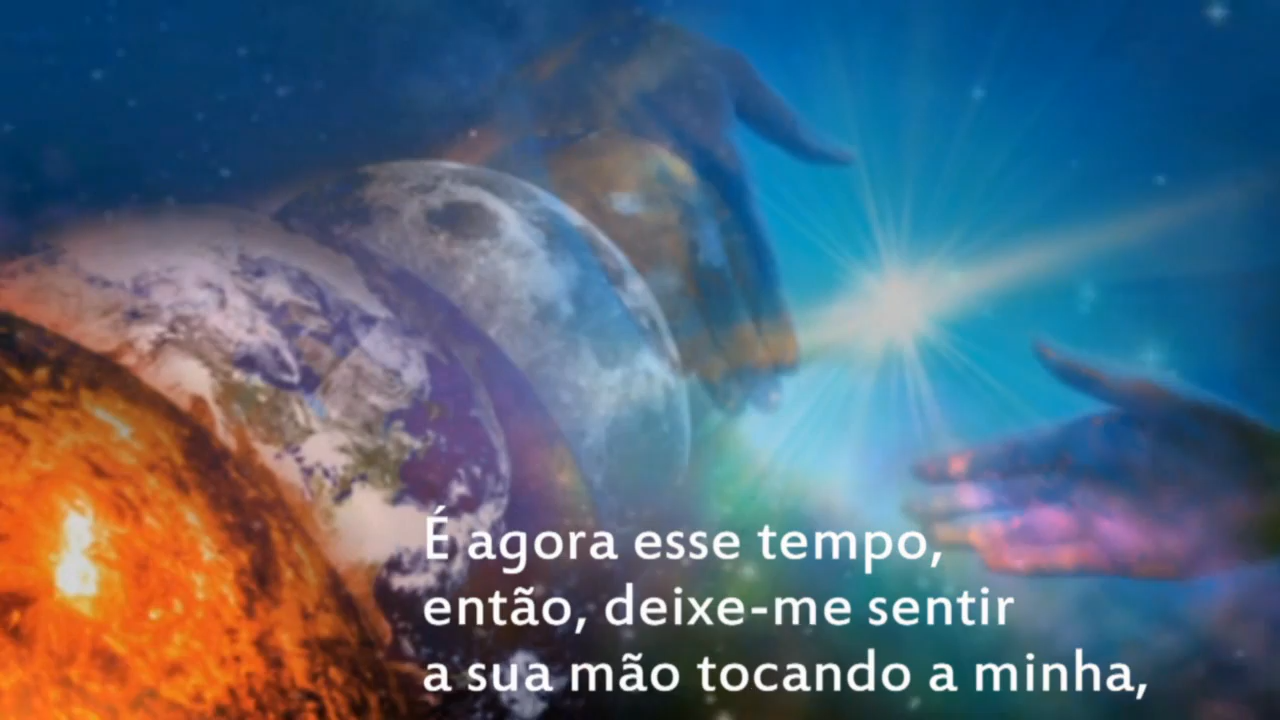 É agora esse tempo,
então, deixe-me sentir
a sua mão tocando a minha,